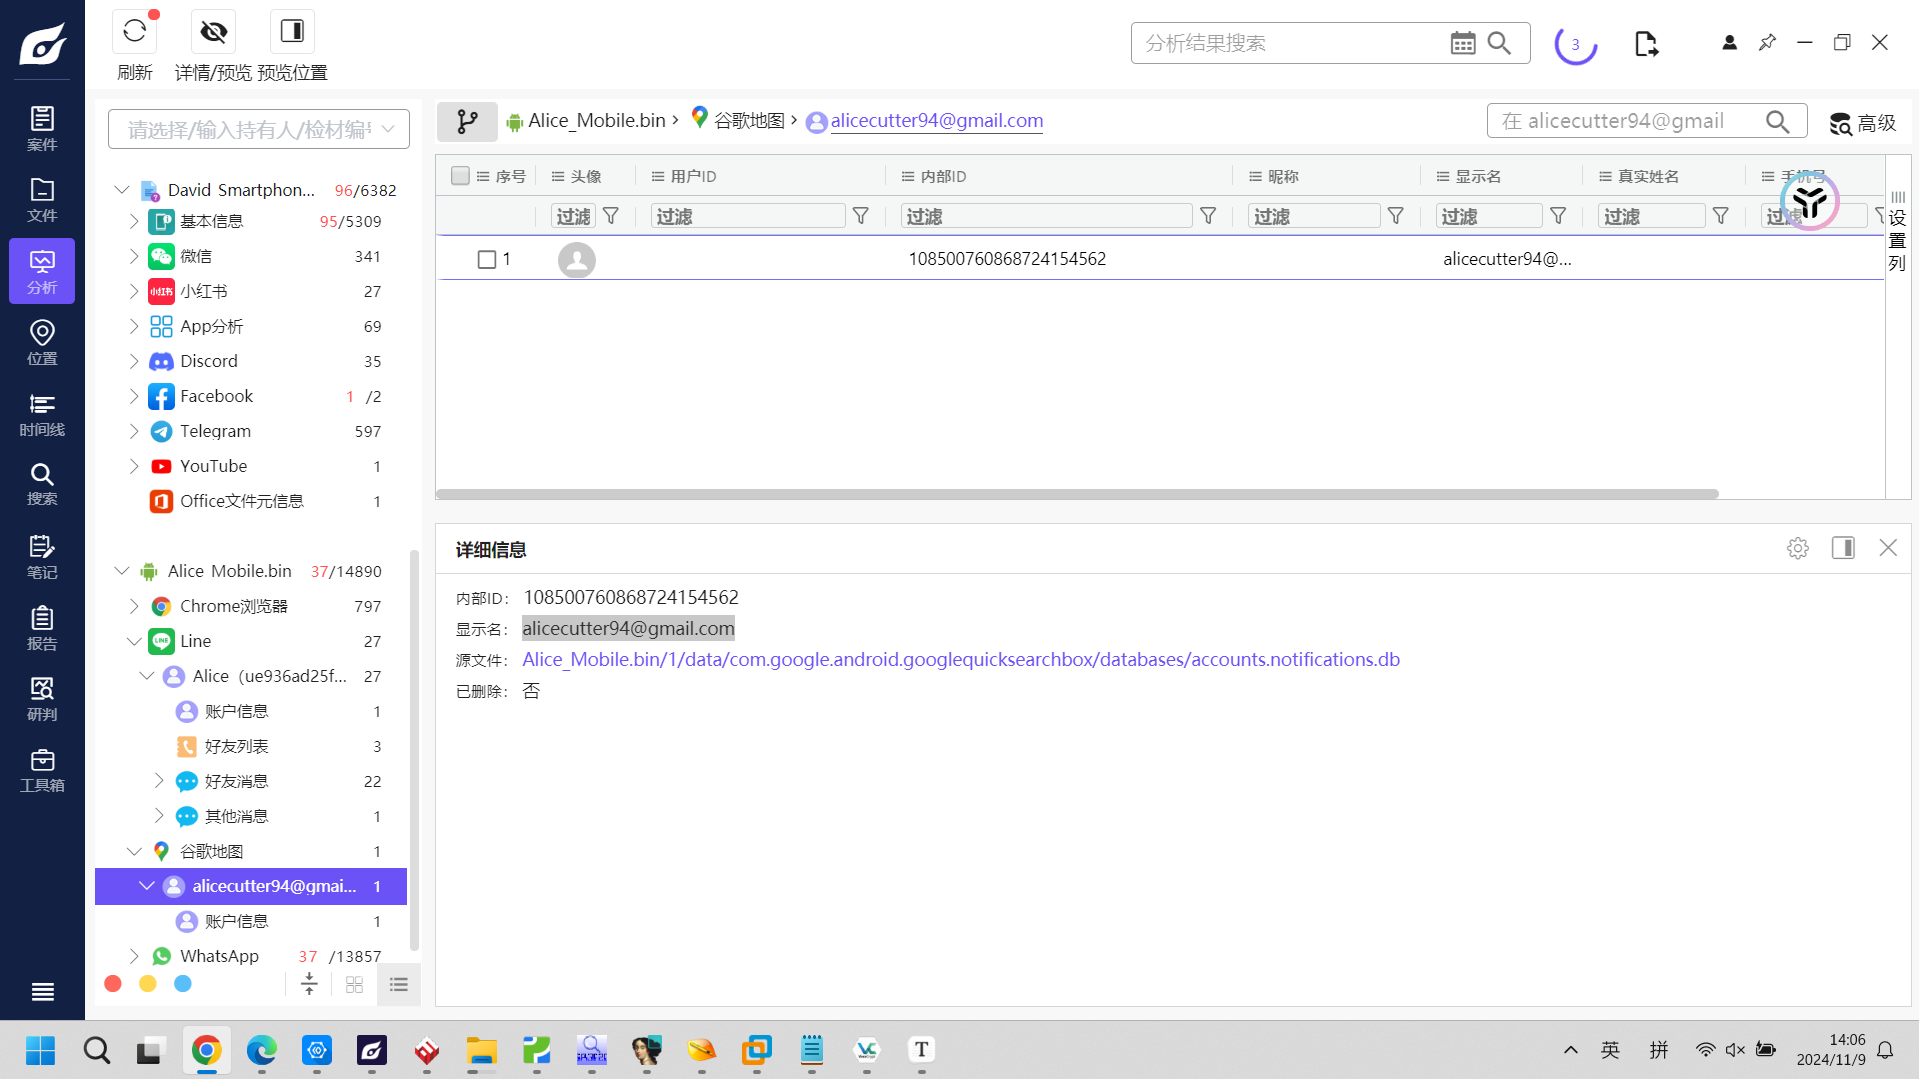 刷新
详情/预览
预览位置
分析结果搜索
3
案件
文件
分析
位置
时间线
搜索
笔记
报告
研判
工具箱
请选择/输入持有人/检材编号
David Smartphon... 96/6382
基本信息 95/5309
微信 341
小红书 27
App分析 69
Discord 35
Facebook 1 /2
Telegram 597
YouTube 1
Office文件元信息 1
Alice Mobile.bin 37/14890
Chrome浏览器 797
Line 27
Alice（ue936ad25f... 27
账户信息 1
好友列表 3
好友消息 22
其他消息 1
谷歌地图 1
alicecutter94@gmai... 1
账户信息 1
WhatsApp 37 /13857
Alice_Mobile.bin › 谷歌地图 › alicecutter94@gmail.com
在 alicecutter94@gmail
高级
序号 头像 用户ID 内部ID 昵称 显示名 真实姓名 手机号
过滤 过滤 过滤 过滤 过滤 过滤 过滤
1 108500760868724154562 alicecutter94@...
设置列
详细信息
内部ID： 108500760868724154562
显示名： alicecutter94@gmail.com
源文件： Alice_Mobile.bin/1/data/com.google.android.googlequicksearchbox/databases/accounts.notifications.db
已删除： 否
英
拼
14:06
2024/11/9